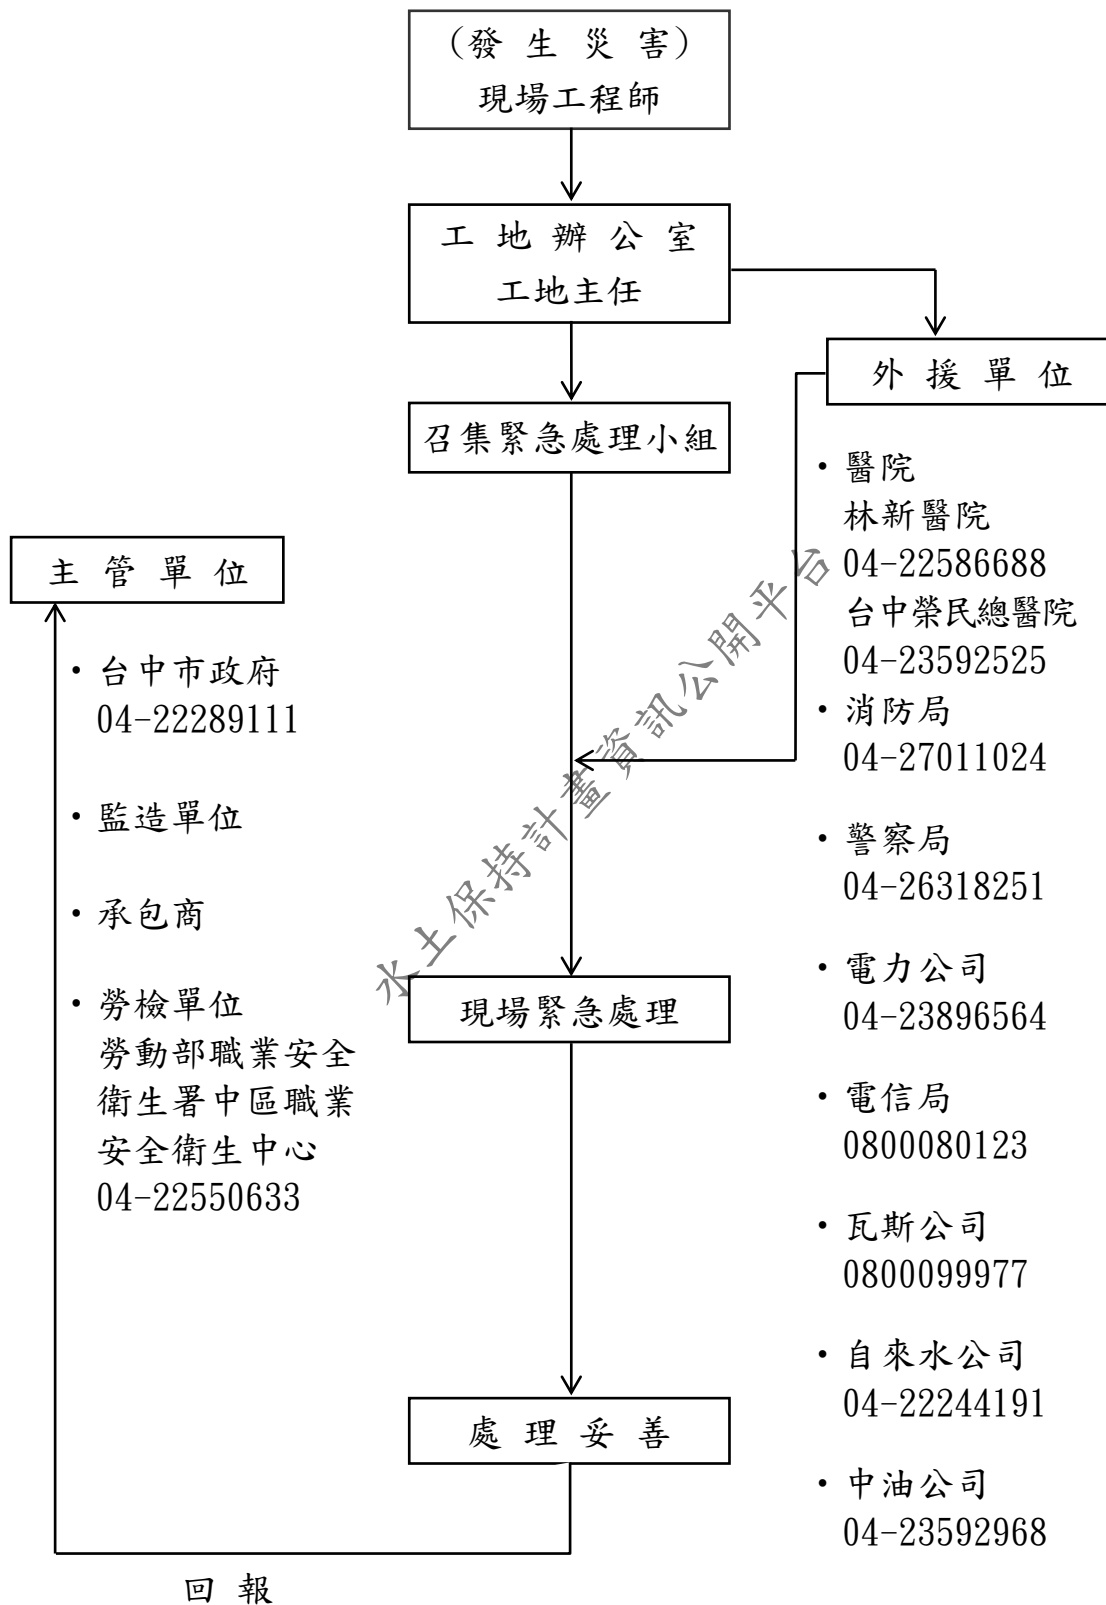 (發生災害)
現場工程師
工地辦公室
工地主任
外援單位
召集緊急處理小組
・醫院
林新醫院
04-22586688
台中榮民總醫院
04-23592525
・消防局
04-27011024
・警察局
04-26318251
・電力公司
04-23896564
・電信局
0800080123
・瓦斯公司
0800099977
・自來水公司
04-22244191
・中油公司
04-23592968
主管單位
・台中市政府
04-22289111
・監造單位
・承包商
・勞檢單位
勞動部職業安全
衛生署中區職業
安全衛生中心
04-22550633
水土保持計畫資訊公開平台
現場緊急處理
處理妥善
回報